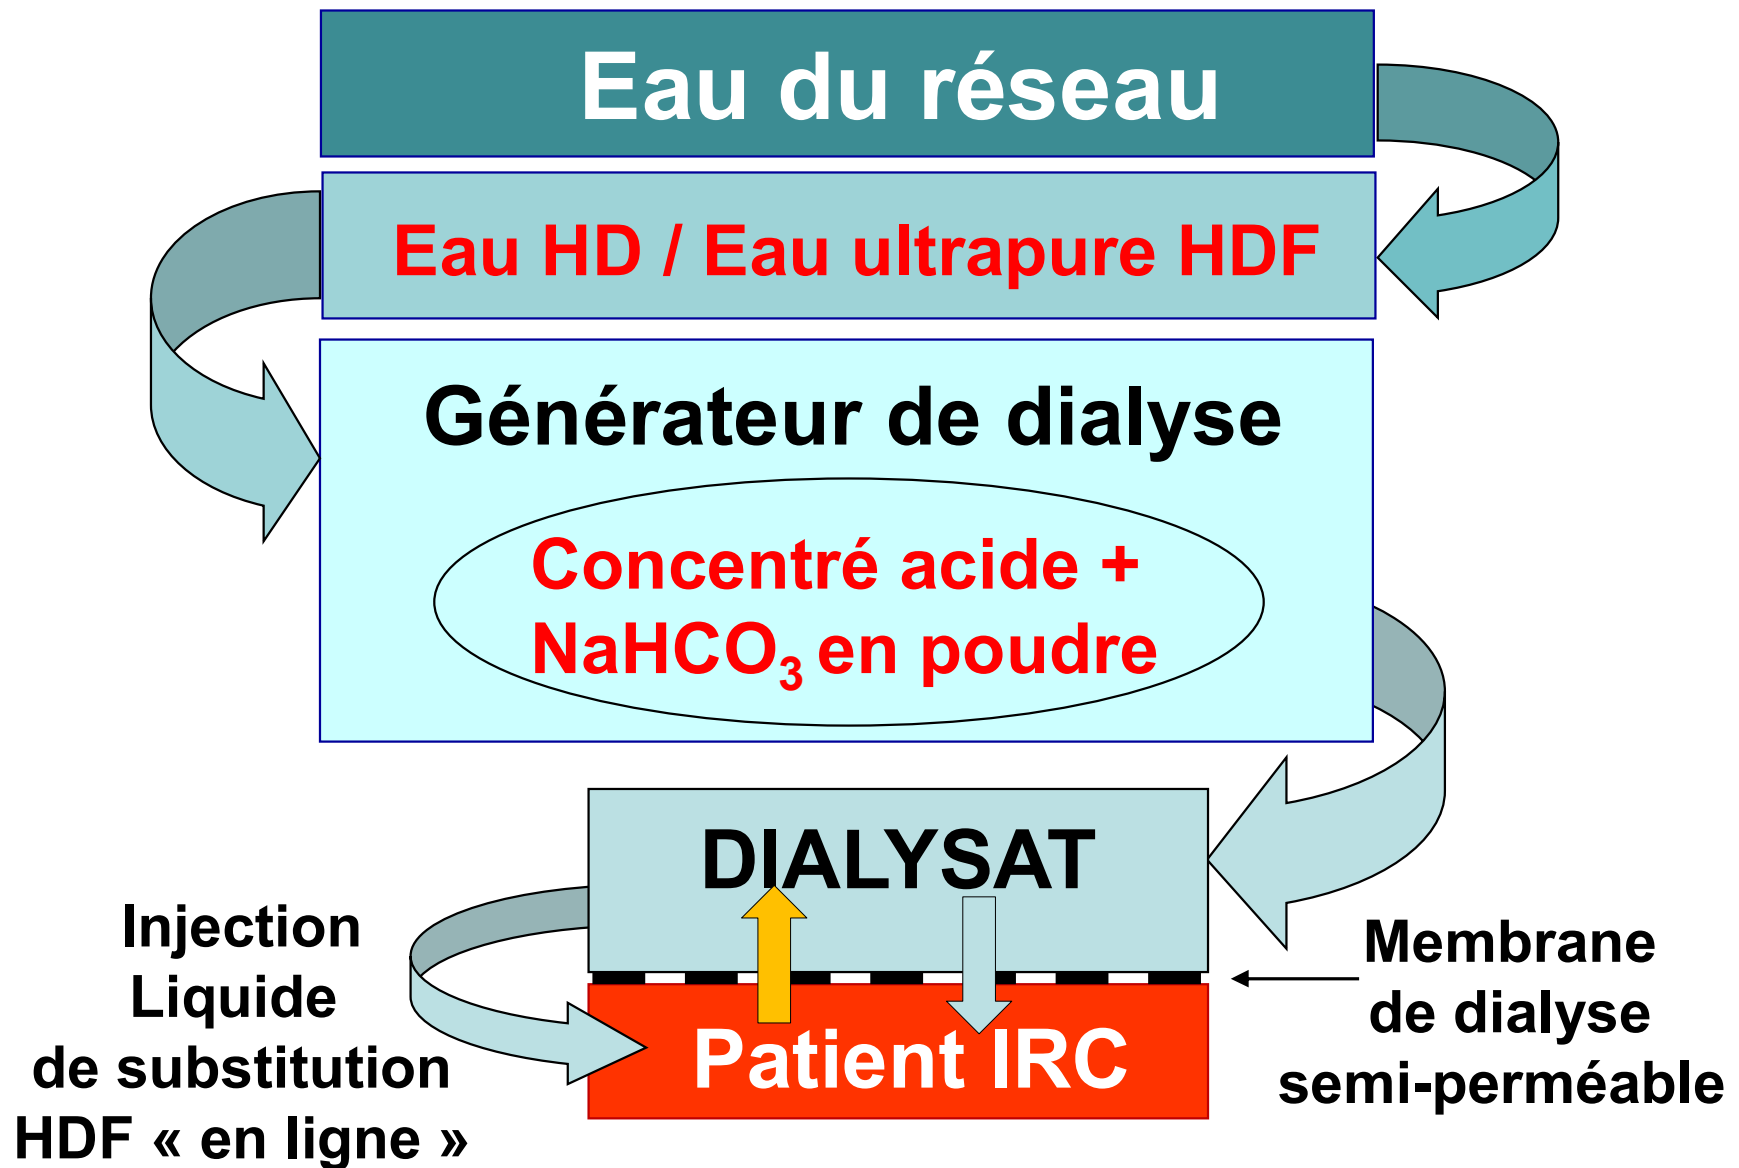 Eau du réseau
Eau HD / Eau ultrapure HDF
Générateur de dialyse
Concentré acide +
NaHCO₃ en poudre
DIALYSAT
Injection
Liquide
de substitution
HDF « en ligne »
Membrane
de dialyse
semi-perméable
Patient IRC